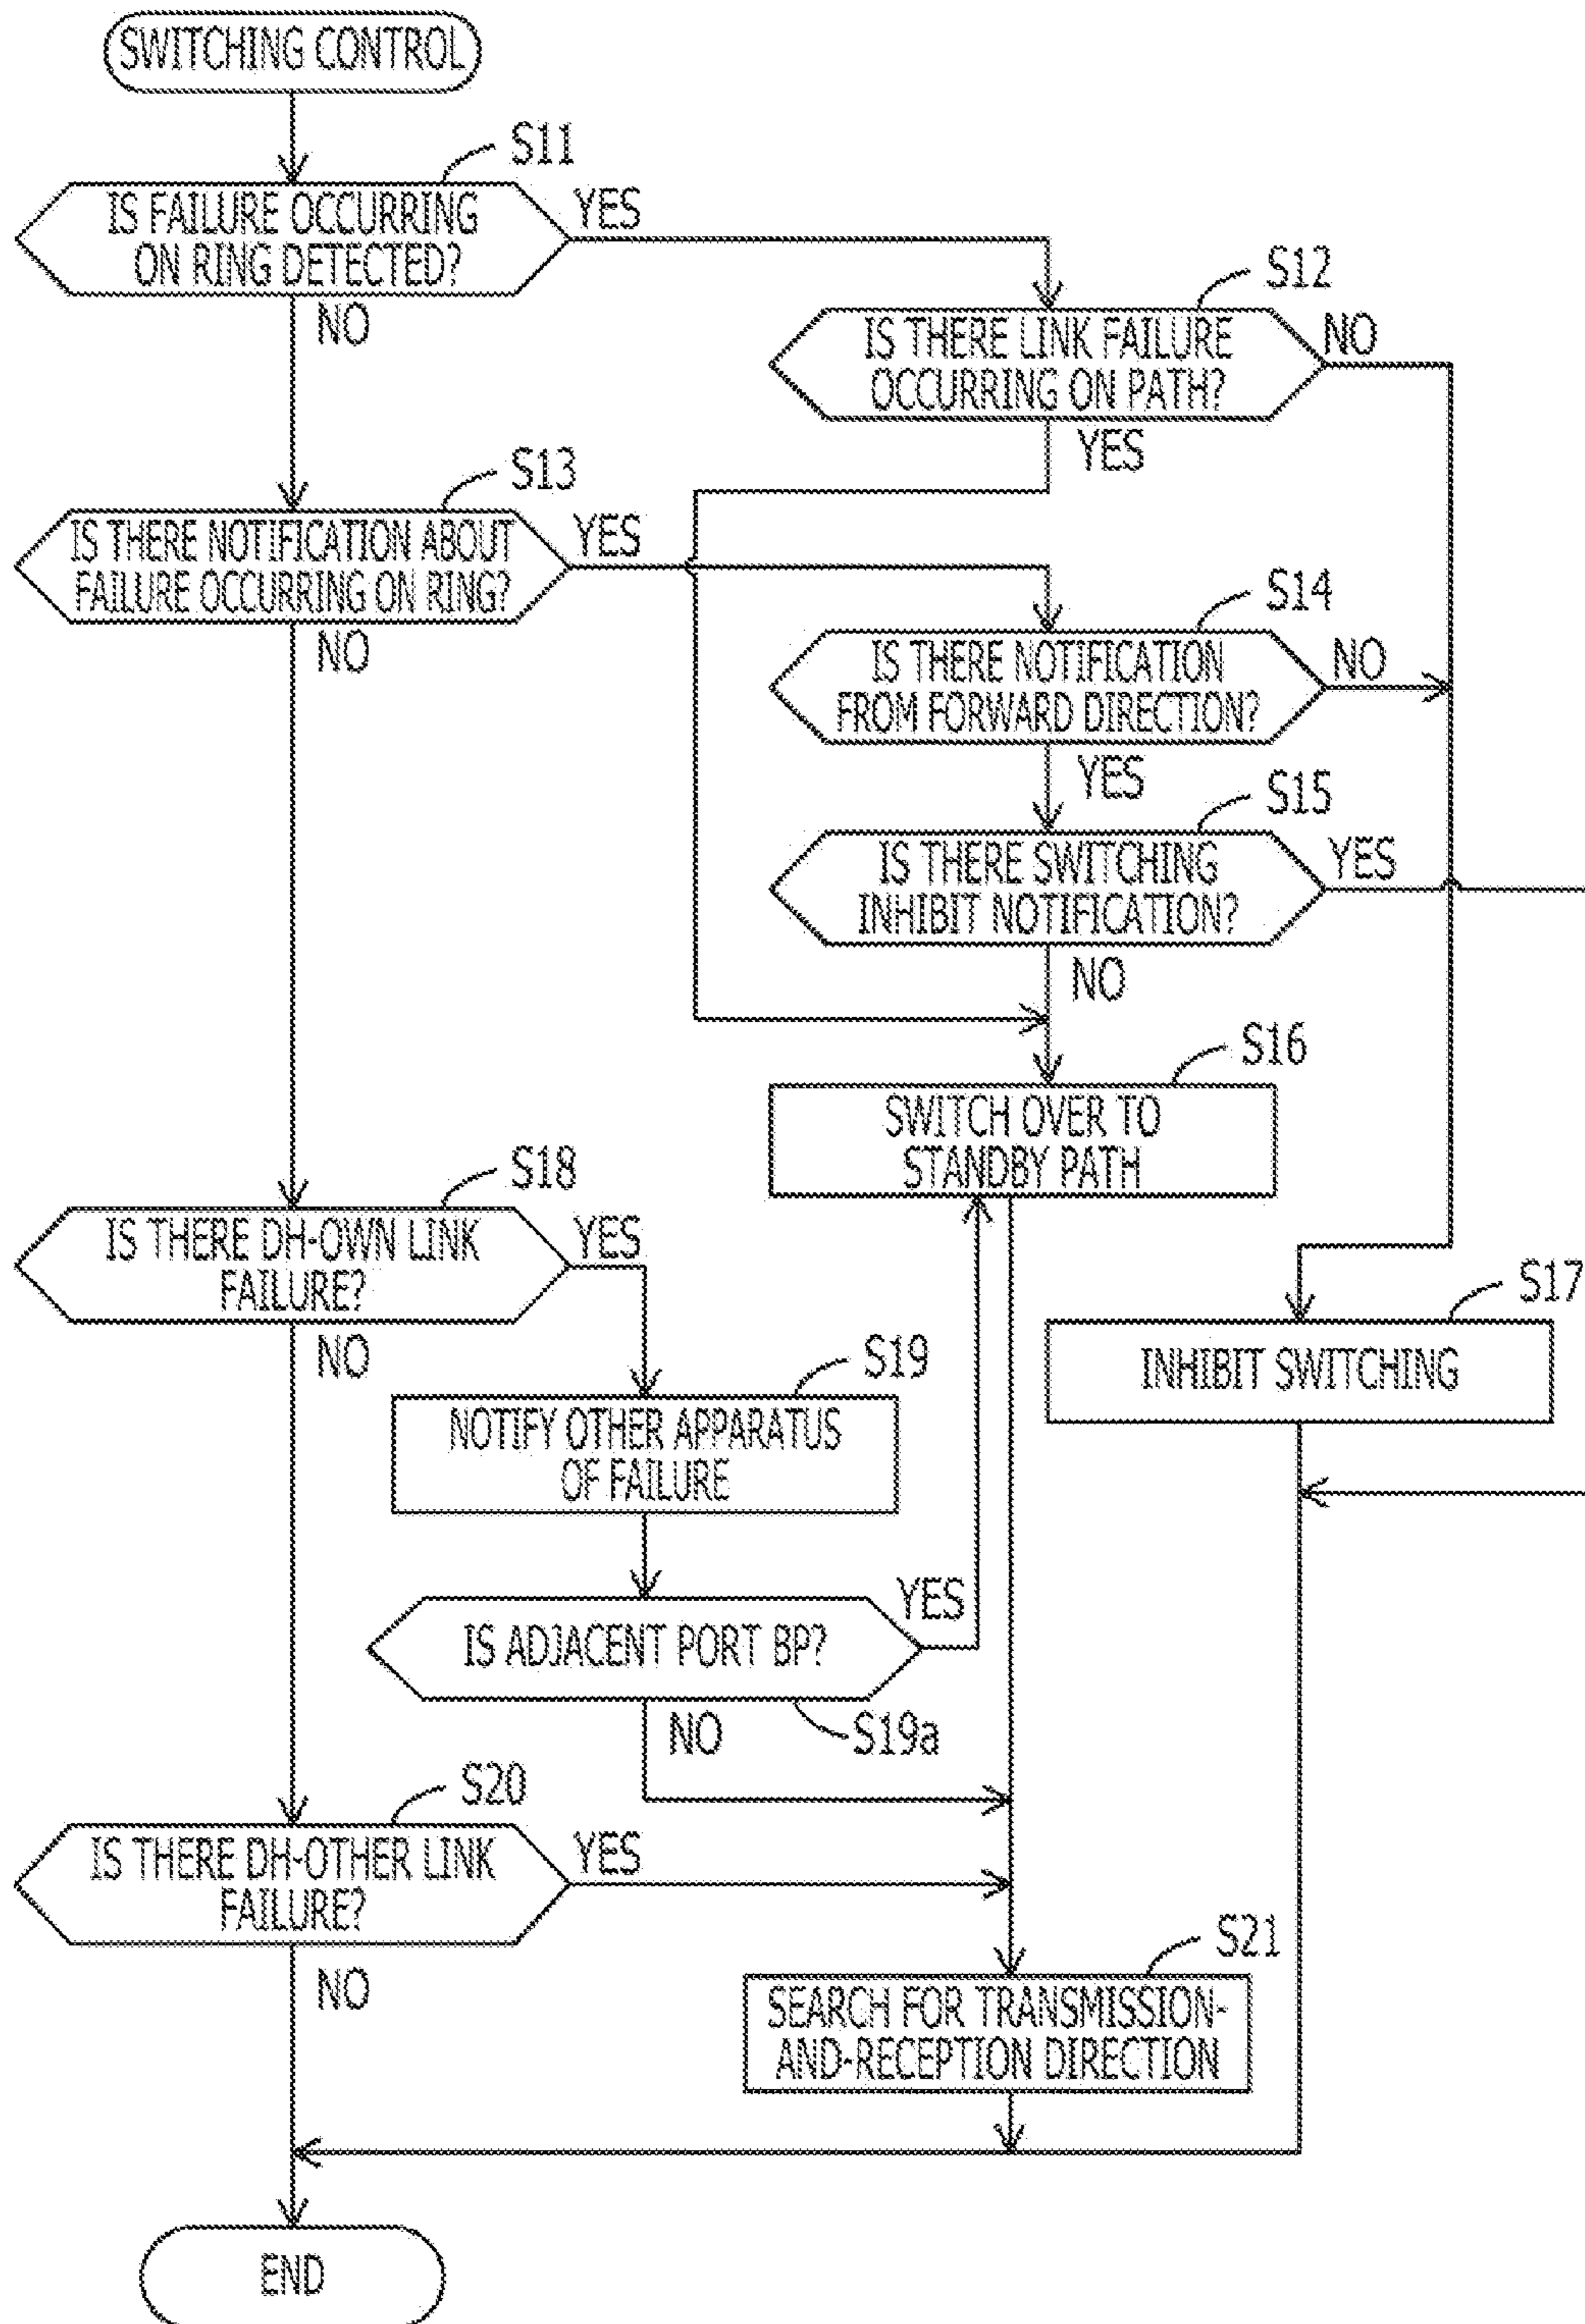 SWITCHING CONTROL
S11
IS FAILURE OCCURRING
ON RING DETECTED?
YES
NO
S12
IS THERE LINK FAILURE
OCCURRING ON PATH?
NO
YES
S13
IS THERE NOTIFICATION ABOUT
FAILURE OCCURRING ON RING?
YES
NO
S14
IS THERE NOTIFICATION
FROM FORWARD DIRECTION?
NO
YES
S15
IS THERE SWITCHING
INHIBIT NOTIFICATION?
YES
NO
S16
SWITCH OVER TO
STANDBY PATH
S18
IS THERE DH-OWN LINK
FAILURE?
YES
NO
S17
INHIBIT SWITCHING
S19
NOTIFY OTHER APPARATUS
OF FAILURE
IS ADJACENT PORT BP?
YES
NO
S19a
S20
IS THERE DH-OTHER LINK
FAILURE?
YES
NO
S21
SEARCH FOR TRANSMISSION-
AND-RECEPTION DIRECTION
END